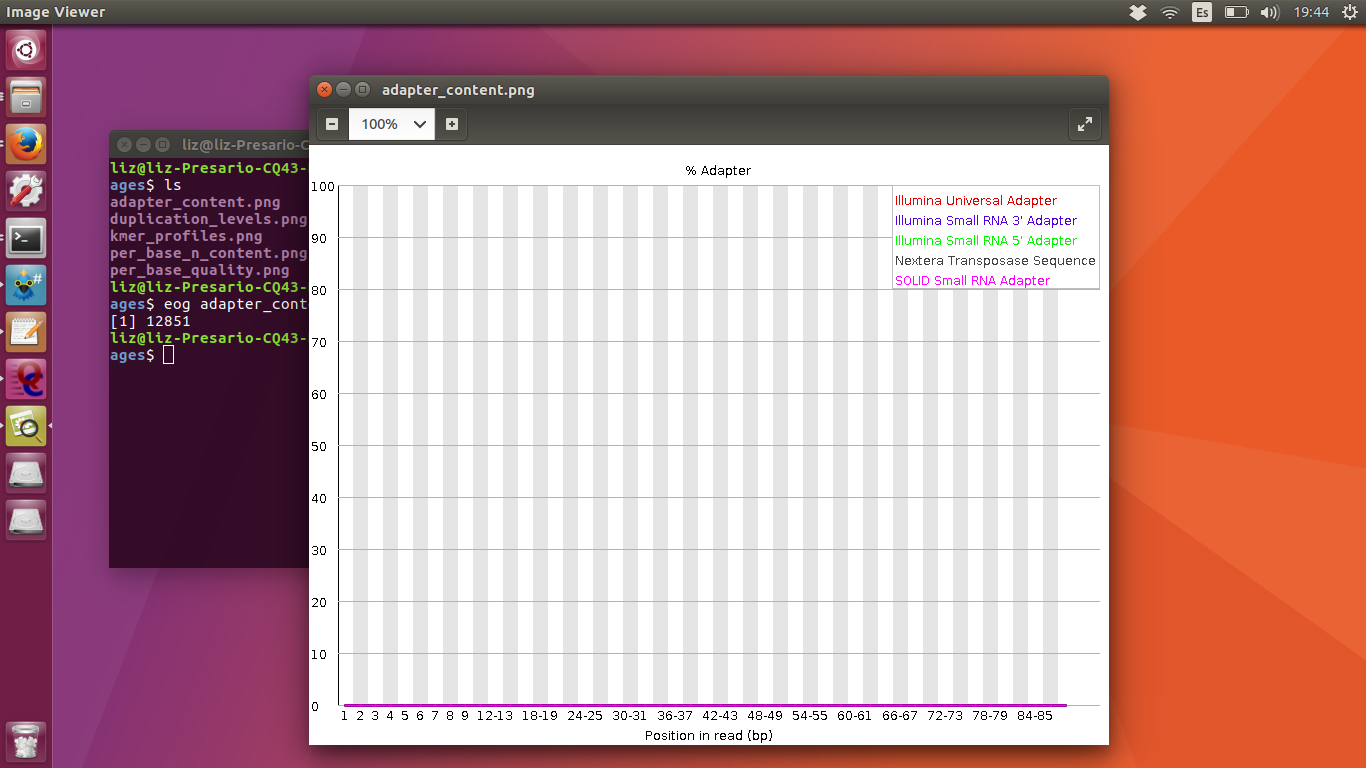 Image Viewer
Es
19:44
adapter_content.png
100%
liz@liz-Presario-C
liz@liz-Presario-CQ43-
ages$ ls
adapter_content.png
duplication_levels.png
kmer_profiles.png
per_base_n_content.png
per_base_quality.png
liz@liz-Presario-CQ43-
ages$ eog adapter_cont
[1] 12851
liz@liz-Presario-CQ43-
ages$
% Adapter
100
90
80
70
60
50
40
30
20
10
0
Illumina Universal Adapter
Illumina Small RNA 3' Adapter
Illumina Small RNA 5' Adapter
Nextera Transposase Sequence
SOLID Small RNA Adapter
1 2 3 4 5 6 7 8 9 12-13 18-19 24-25 30-31 36-37 42-43 48-49 54-55 60-61 66-67 72-73 78-79 84-85
Position in read (bp)